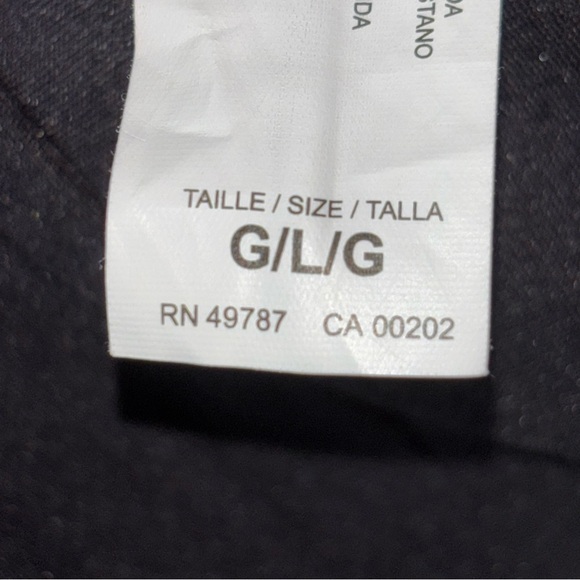 TAILLE / SIZE / TALLA
G/L/G
RN 49787 CA 00202